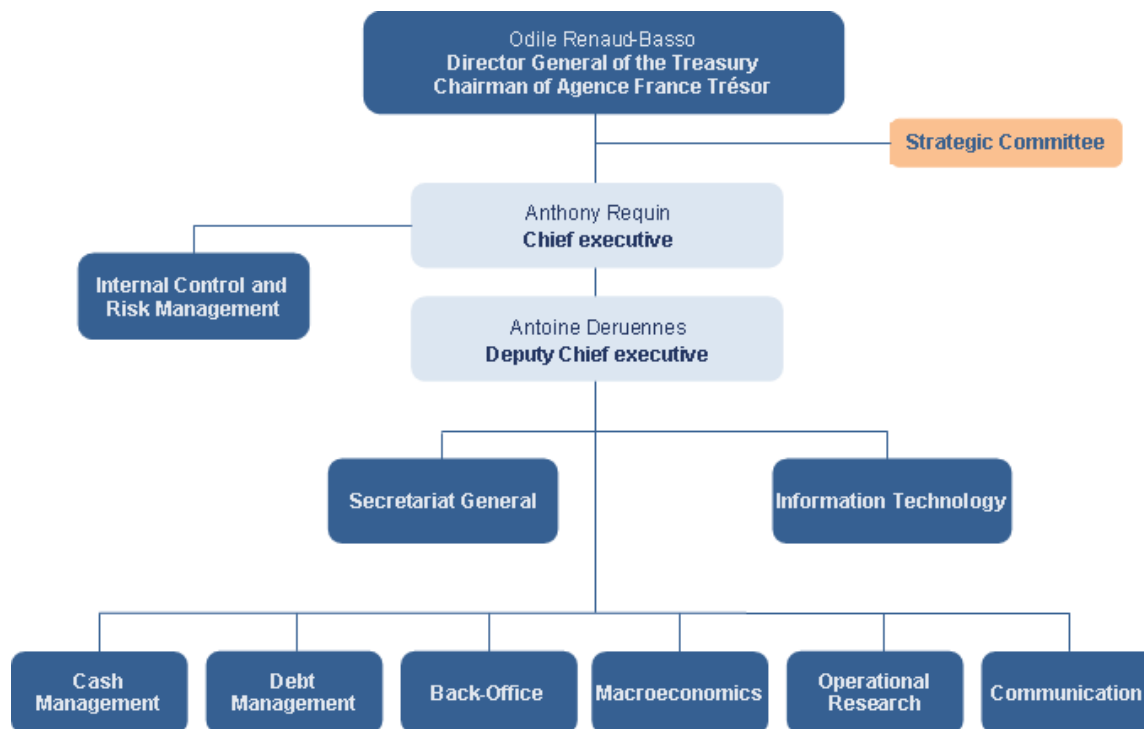 Odile Renaud-Basso
Director General of the Treasury
Chairman of Agence France Trésor
Strategic Committee
Anthony Requin
Chief executive
Internal Control and
Risk Management
Antoine Deruennes
Deputy Chief executive
Secretariat General
Information Technology
Cash
Management
Debt
Management
Back-Office
Macroeconomics
Operational
Research
Communication